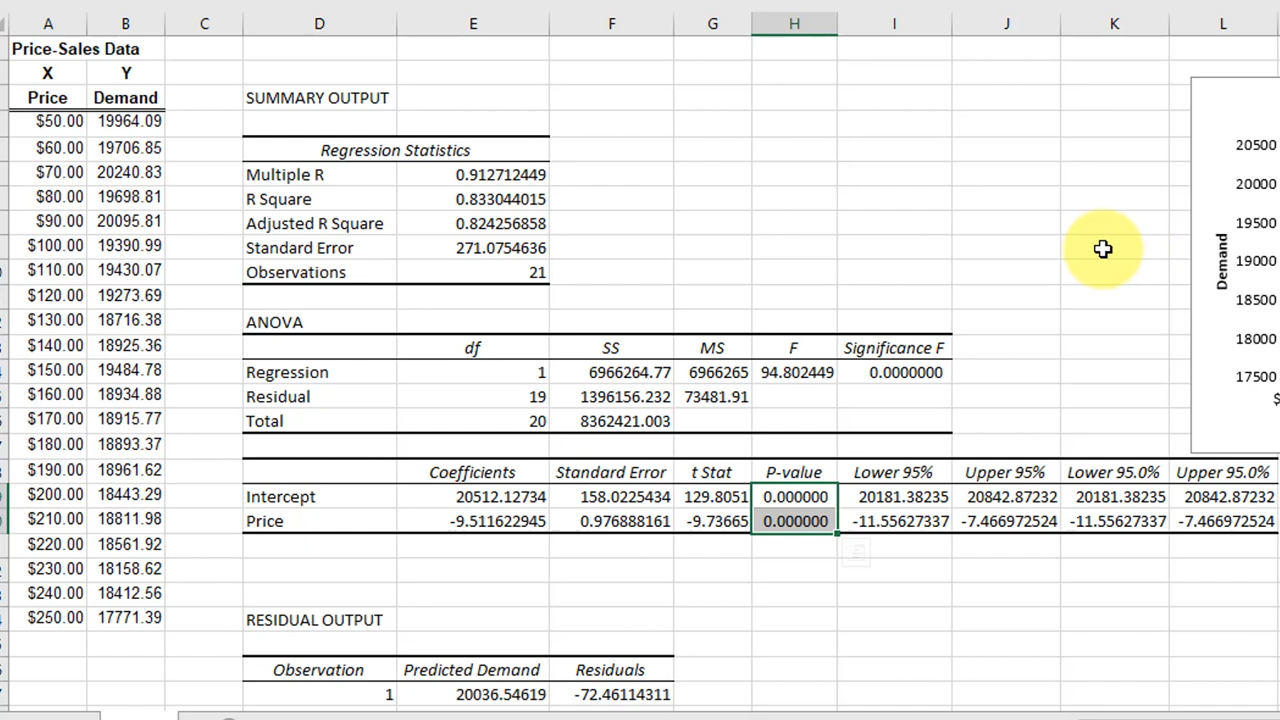 A B C D E F G H I J K L
Price-Sales Data
X Y
Price Demand SUMMARY OUTPUT
$50.00 19964.09
$60.00 19706.85 Regression Statistics 20500
$70.00 20240.83 Multiple R 0.912712449
$80.00 19698.81 R Square 0.833044015 20000
$90.00 20095.81 Adjusted R Square 0.824256858 19500
$100.00 19390.99 Standard Error 271.0754636
$110.00 19430.07 Observations 21 Demand 19000
$120.00 19273.69 18500
$130.00 18716.38 ANOVA
$140.00 18925.36 df SS MS F Significance F 18000
$150.00 19484.78 Regression 1 6966264.77 6966265 94.802449 0.0000000 17500
$160.00 18934.88 Residual 19 1396156.232 73481.91 $
$170.00 18915.77 Total 20 8362421.003
$180.00 18893.37
$190.00 18961.62 Coefficients Standard Error t Stat P-value Lower 95% Upper 95% Lower 95.0% Upper 95.0%
$200.00 18443.29 Intercept 20512.12734 158.0225434 129.8051 0.000000 20181.38235 20842.87232 20181.38235 20842.87232
$210.00 18811.98 Price -9.511622945 0.976888161 -9.73665 0.000000 -11.55627337 -7.466972524 -11.55627337 -7.466972524
$220.00 18561.92
$230.00 18158.62
$240.00 18412.56
$250.00 17771.39 RESIDUAL OUTPUT
Observation Predicted Demand Residuals
1 20036.54619 -72.46114311